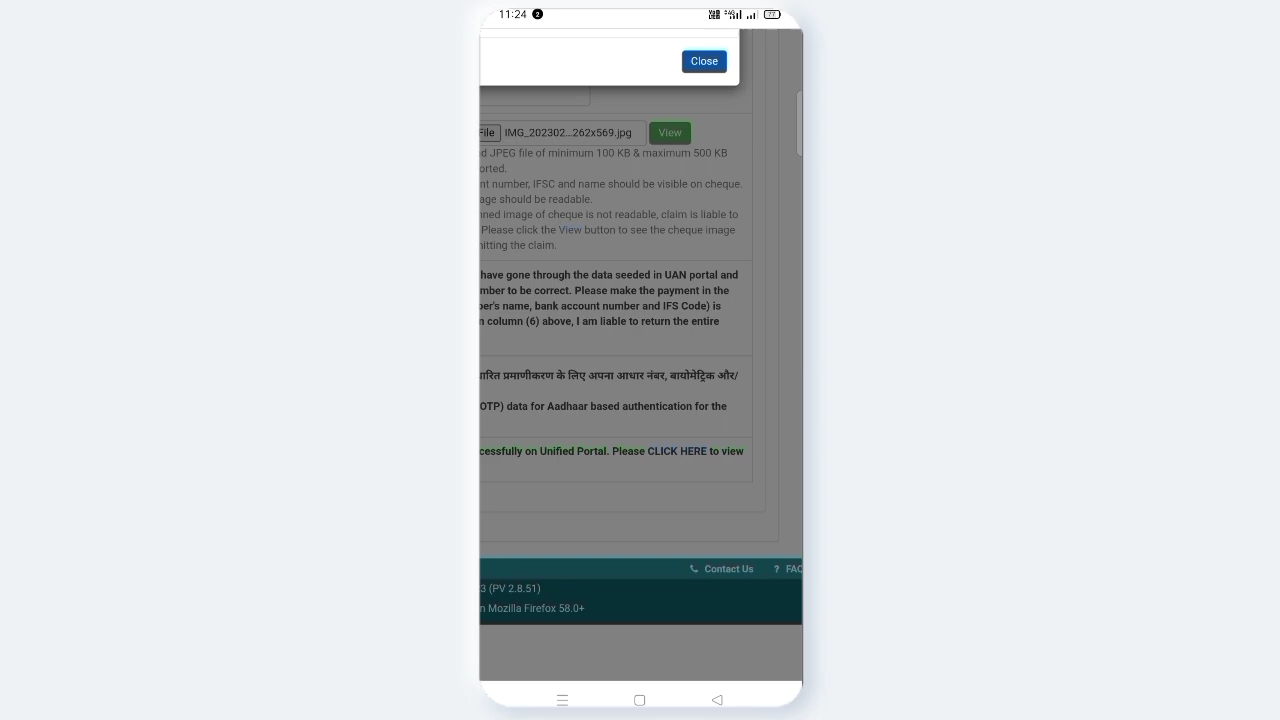 11:24 2 77
Close
File IMG_202302...262x569.jpg View
d JPEG file of minimum 100 KB & maximum 500 KB
orted.
nt number, IFSC and name should be visible on cheque.
age should be readable.
nned image of cheque is not readable, claim is liable to
Please click the View button to see the cheque image
mitting the claim.
have gone through the data seeded in UAN portal and
mber to be correct. Please make the payment in the
ber's name, bank account number and IFS Code) is
n column (6) above, I am liable to return the entire
धारित प्रमाणीकरण के लिए अपना आधार नंबर, बायोमेट्रिक और/
OTP) data for Aadhaar based authentication for the
cessfully on Unified Portal. Please CLICK HERE to view
Contact Us ? FAQ
3 (PV 2.8.51)
n Mozilla Firefox 58.0+